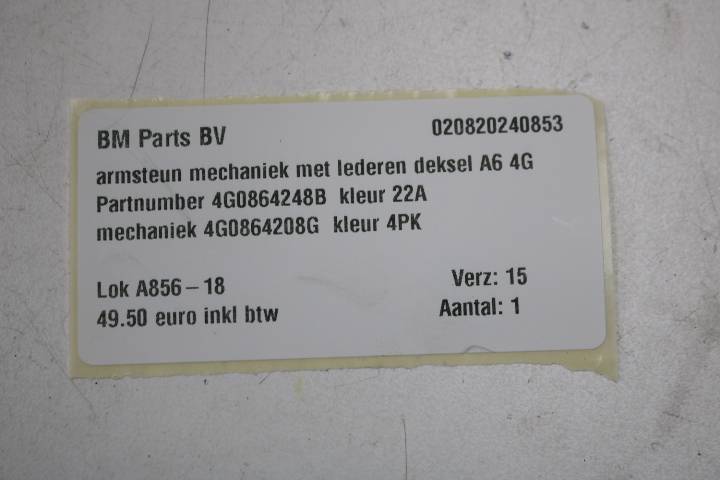 BM Parts BV 020820240853
armsteun mechaniek met lederen deksel A6 4G
Partnumber 4G0864248B kleur 22A
mechaniek 4G0864208G kleur 4PK
Lok A856-18 Verz: 15
49.50 euro inkl btw Aantal: 1